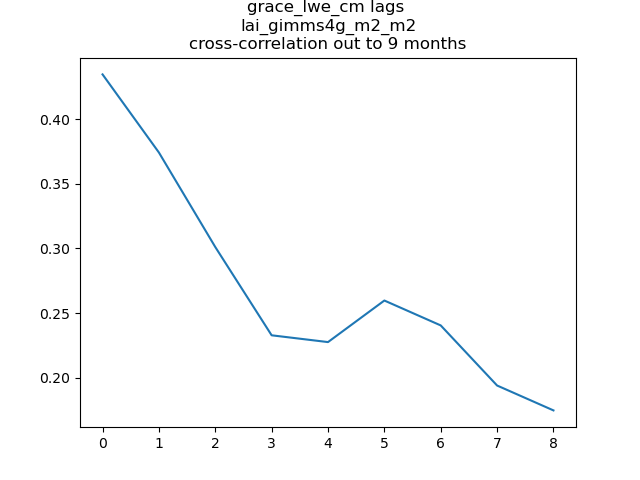 grace_lwe_cm lags
lai_gimms4g_m2_m2
cross-correlation out to 9 months
0.40
0.35
0.30
0.25
0.20
0 1 2 3 4 5 6 7 8